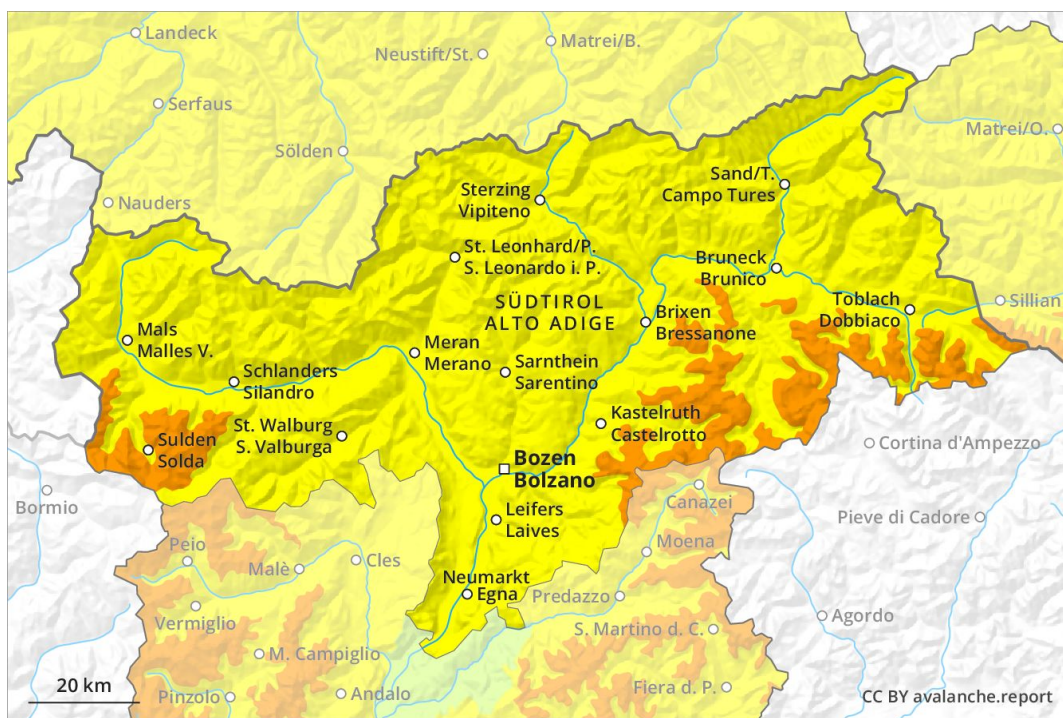 Landeck
Matrei/B.
Neustift/St.
Serfaus
Matrei/O.
Sölden
Sand/T.
Campo Tures
Sterzing
Vipiteno
Nauders
St. Leonhard/P.
S. Leonardo i. P.
Bruneck
Brunico
SÜDTIROL
ALTO ADIGE
Toblach
Dobbiaco
Sillian
Brixen
Bressanone
Mals
Malles V.
Meran
Merano
Sarnthein
Sarentino
Schlanders
Silandro
Kastelruth
Castelrotto
St. Walburg
S. Valburga
Sulden
Solda
Cortina d'Ampezzo
Bozen
Bolzano
Bormio
Canazei
Leifers
Laives
Pieve di Cadore
Peio
Moena
Cles
Malè
Neumarkt
Egna
Predazzo
Vermiglio
Agordo
S. Martino d. C.
M. Campiglio
20 km
Pinzolo
Andalo
Fiera d. P.
CC BY avalanche.report